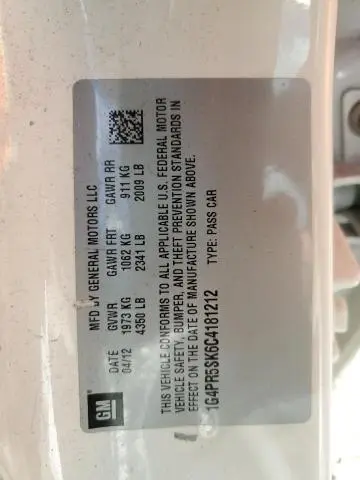 GM
MFD BY GENERAL MOTORS LLC
DATE GVWR GAWR FRT GAWR RR
04/12 1973 KG 1062 KG 911 KG
4350 LB 2341 LB 2009 LB
THIS VEHICLE CONFORMS TO ALL APPLICABLE U.S. FEDERAL MOTOR
VEHICLE SAFETY, BUMPER, AND THEFT PREVENTION STANDARDS IN
EFFECT ON THE DATE OF MANUFACTURE SHOWN ABOVE.
1G4PR5SK6C4181212 TYPE: PASS CAR